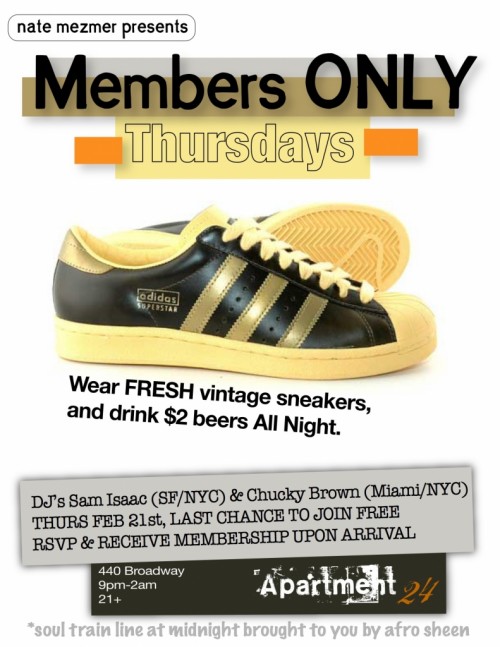 nate mezmer presents
Members ONLY
Thursdays
adidas
SUPERSTAR
Wear FRESH vintage sneakers,
and drink $2 beers All Night.
DJ's Sam Isaac (SF/NYC) & Chucky Brown (Miami/NYC)
THURS FEB 21st, LAST CHANCE TO JOIN FREE
RSVP & RECEIVE MEMBERSHIP UPON ARRIVAL
440 Broadway
9pm-2am
21+
Apartment 24
*soul train line at midnight brought to you by afro sheen